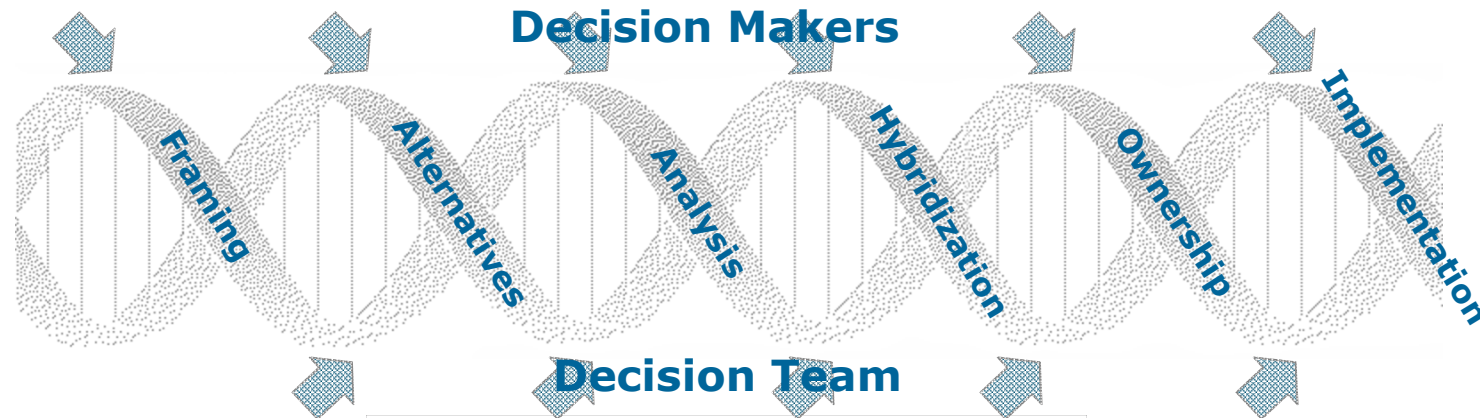 Decision Makers
Framing
Alternatives
Analysis
Hybridization
Ownership
Implementation
Decision Team